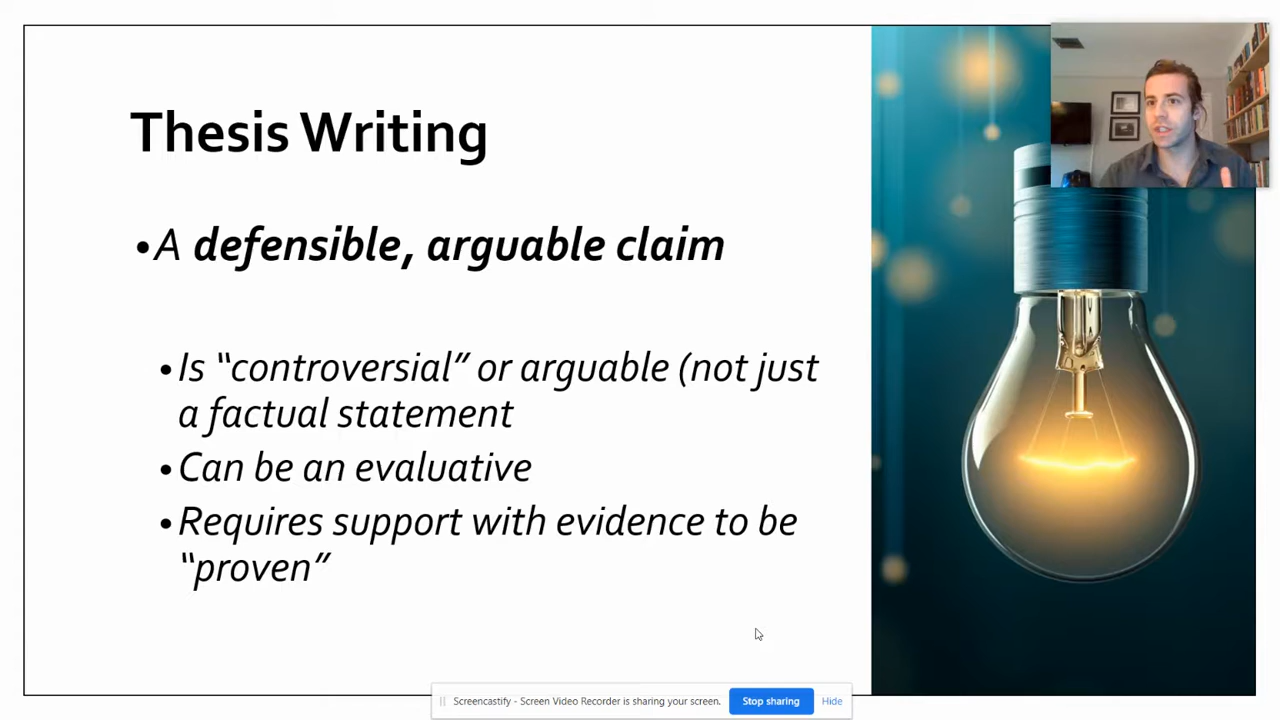 Thesis Writing
•A defensible, arguable claim
•Is “controversial” or arguable (not just
a factual statement
•Can be an evaluative
•Requires support with evidence to be
“proven”
Screencastify - Screen Video Recorder is sharing your screen. Stop sharing Hide